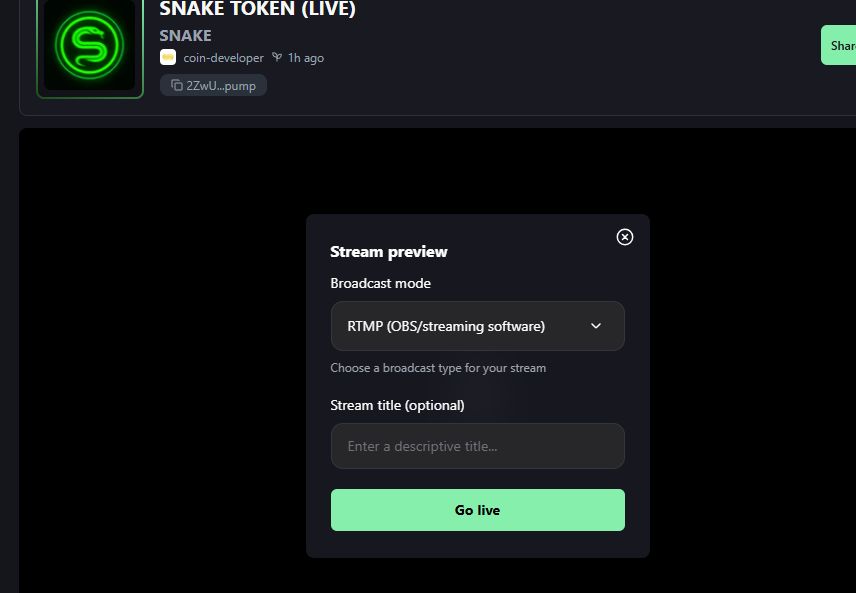 SNAKE TOKEN (LIVE)
SNAKE
coin-developer 1h ago
2ZwU...pump
Stream preview
Broadcast mode
RTMP (OBS/streaming software)
Choose a broadcast type for your stream
Stream title (optional)
Enter a descriptive title...
Go live